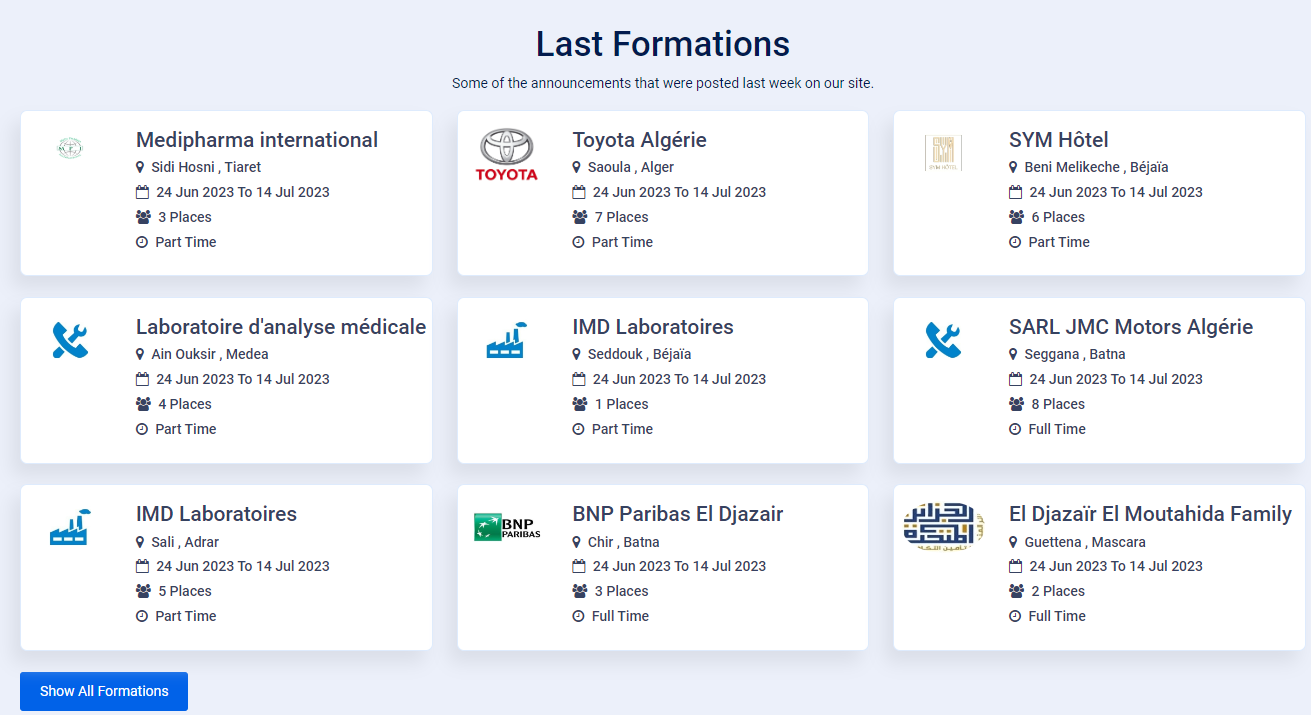 Last Formations
Some of the announcements that were posted last week on our site.
Medipharma international
Sidi Hosni , Tiaret
24 Jun 2023 To 14 Jul 2023
3 Places
Part Time
TOYOTA
Toyota Algérie
Saoula , Alger
24 Jun 2023 To 14 Jul 2023
7 Places
Part Time
SYM HÔTEL
SYM Hôtel
Beni Melikeche , Béjaïa
24 Jun 2023 To 14 Jul 2023
6 Places
Part Time
Laboratoire d'analyse médicale
Ain Ouksir , Medea
24 Jun 2023 To 14 Jul 2023
4 Places
Part Time
IMD Laboratoires
Seddouk , Béjaïa
24 Jun 2023 To 14 Jul 2023
1 Places
Part Time
SARL JMC Motors Algérie
Seggana , Batna
24 Jun 2023 To 14 Jul 2023
8 Places
Full Time
IMD Laboratoires
Sali , Adrar
24 Jun 2023 To 14 Jul 2023
5 Places
Part Time
BNP
PARIBAS
BNP Paribas El Djazair
Chir , Batna
24 Jun 2023 To 14 Jul 2023
3 Places
Full Time
الجزائر
المتحدة
El Djazaïr El Moutahida Family
Guettena , Mascara
24 Jun 2023 To 14 Jul 2023
2 Places
Full Time
Show All Formations